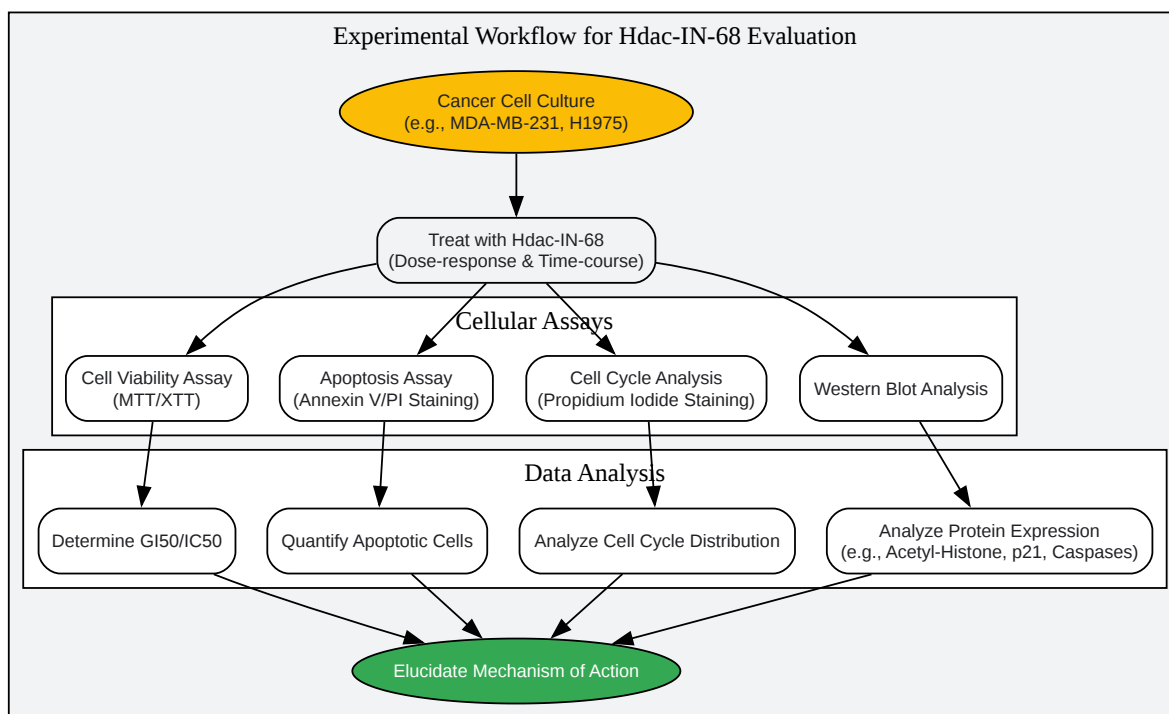 Experimental Workflow for Hdac-IN-68 Evaluation
Cancer Cell Culture
(e.g., MDA-MB-231, H1975)
Treat with Hdac-IN-68
(Dose-response & Time-course)
Cellular Assays
Cell Viability Assay
(MTT/XTT)
Apoptosis Assay
(Annexin V/PI Staining)
Cell Cycle Analysis
(Propidium Iodide Staining)
Western Blot Analysis
Data Analysis
Determine GI50/IC50
Quantify Apoptotic Cells
Analyze Cell Cycle Distribution
Analyze Protein Expression
(e.g., Acetyl-Histone, p21, Caspases)
Elucidate Mechanism of Action